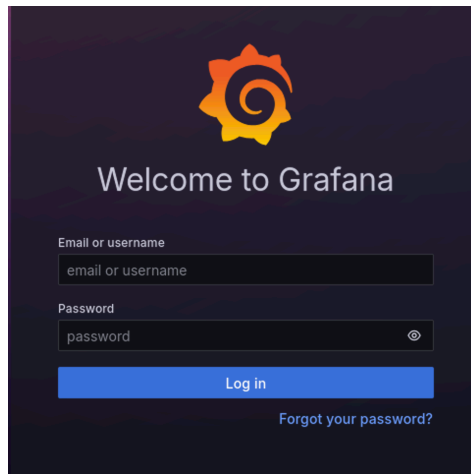 Welcome to Grafana
Email or username
email or username
Password
password
Log in
Forgot your password?